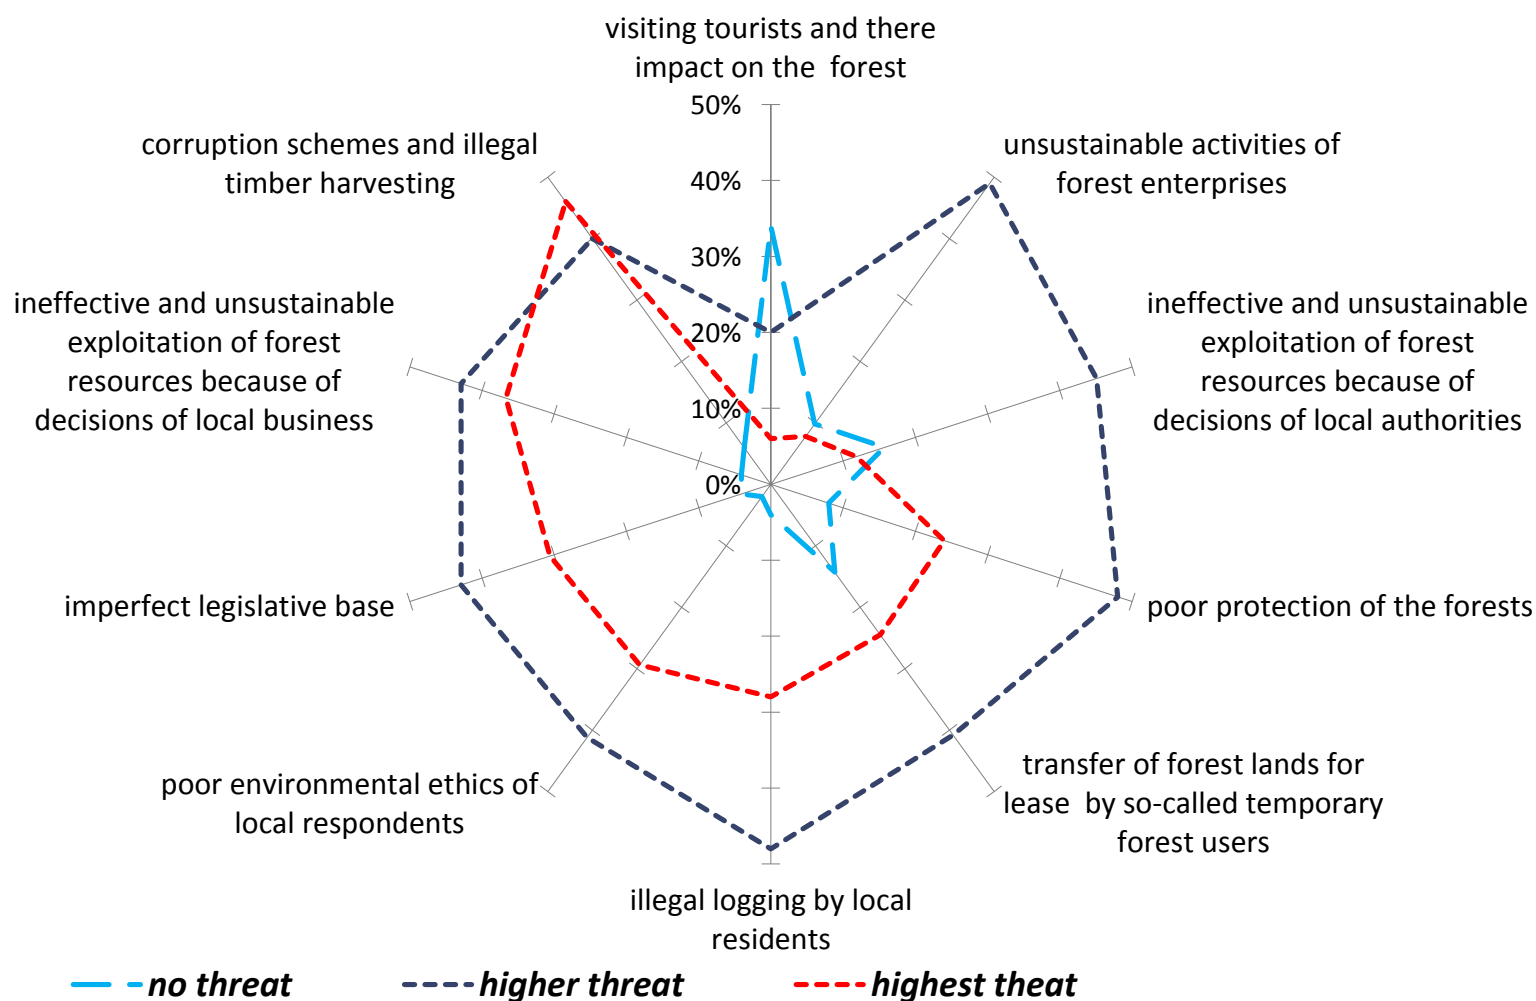 visiting tourists and there
impact on the forest
50%
40%
30%
20%
10%
0%
unsustainable activities of
forest enterprises
ineffective and unsustainable
exploitation of forest
resources because of
decisions of local authorities
poor protection of the forests
transfer of forest lands for
lease by so-called temporary
forest users
illegal logging by local
residents
poor environmental ethics of
local respondents
imperfect legislative base
ineffective and unsustainable
exploitation of forest
resources because of
decisions of local business
corruption schemes and illegal
timber harvesting
no threat
higher threat
highest theat